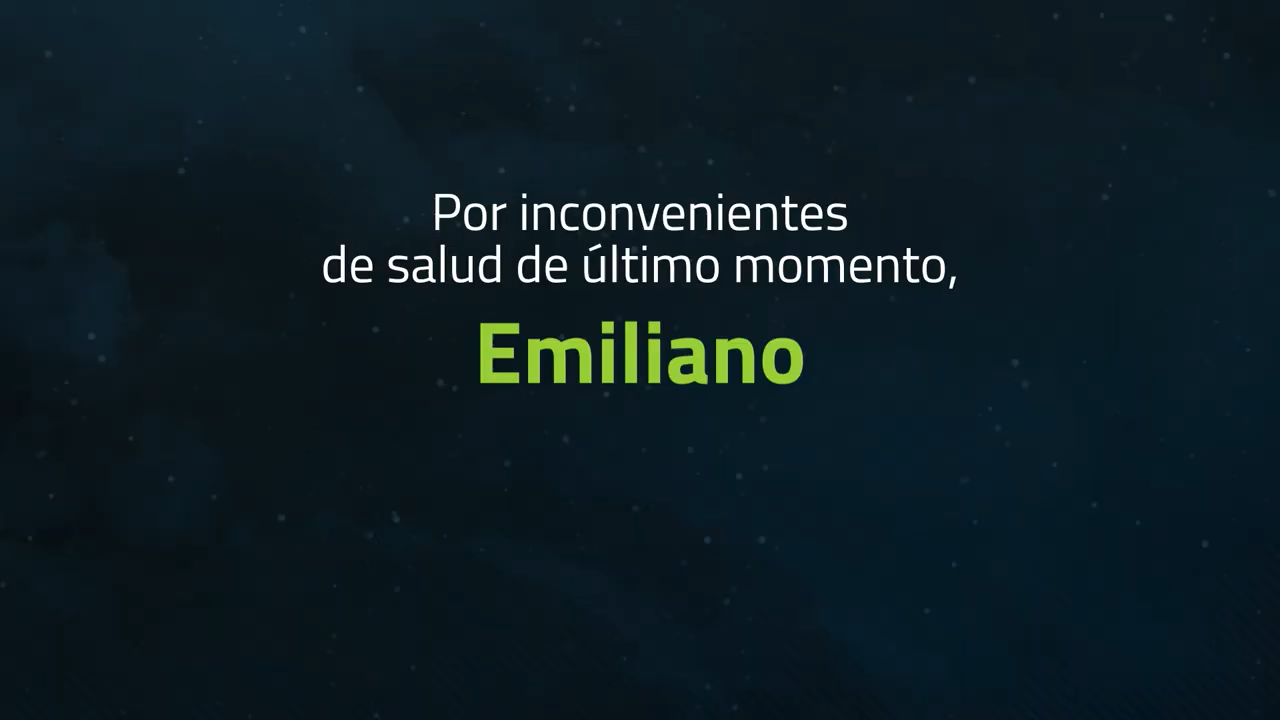 Por inconvenientes
de salud de último momento,
Emiliano